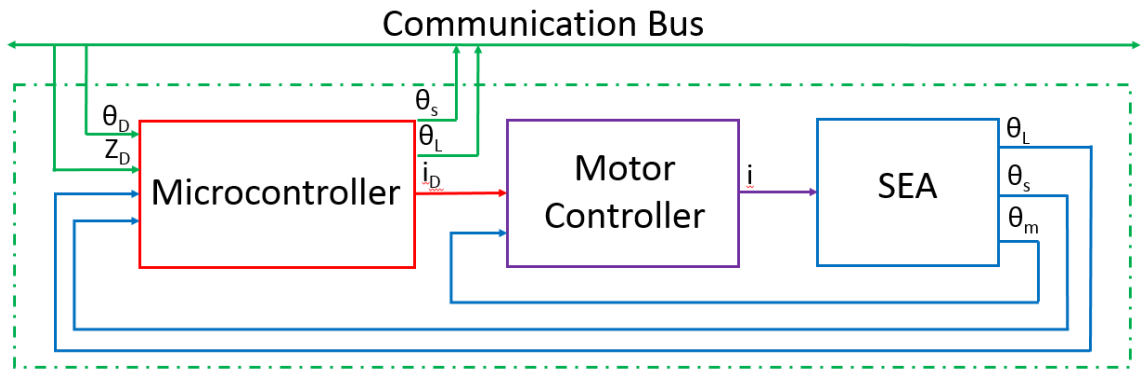 Communication Bus
θD
ZD
θs
θL
iD
Microcontroller
Motor
Controller
i
SEA
θL
θs
θm